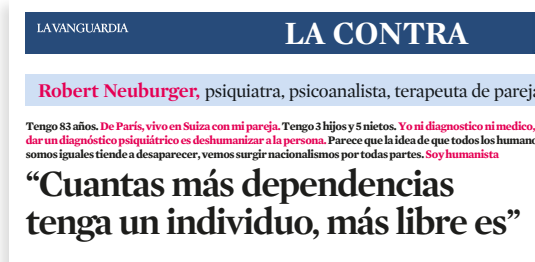 LA VANGUARDIA
LA CONTRA
Robert Neuburger, psiquiatra, psicoanalista, terapeuta de pareja
Tengo 83 años. De París, vivo en Suiza con mi pareja. Tengo 3 hijos y 5 nietos. Yo ni diagnostico ni medico,
dar un diagnóstico psiquiátrico es deshumanizar a la persona. Parece que la idea de que todos los humano
somos iguales tiende a desaparecer, vemos surgir nacionalismos por todas partes. Soy humanista
“Cuantas más dependencias
tenga un individuo, más libre es”